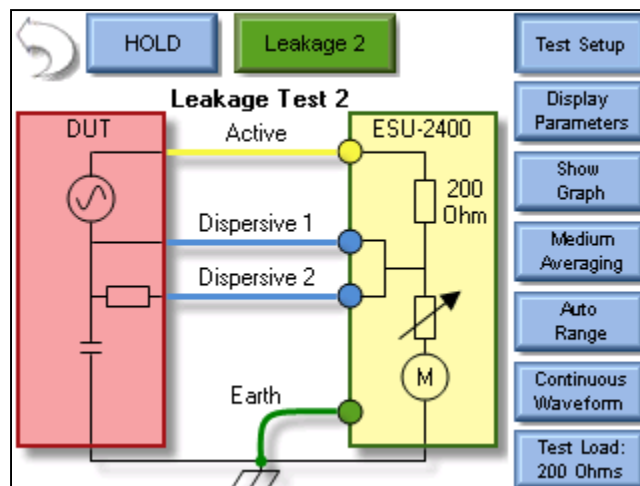 HOLD
Leakage 2
Test Setup
Leakage Test 2
Display
Parameters
DUT
Active
ESU-2400
Show
Graph
200
Ohm
Dispersive 1
Medium
Averaging
Dispersive 2
Auto
Range
M
Earth
Continuous
Waveform
Test Load:
200 Ohms